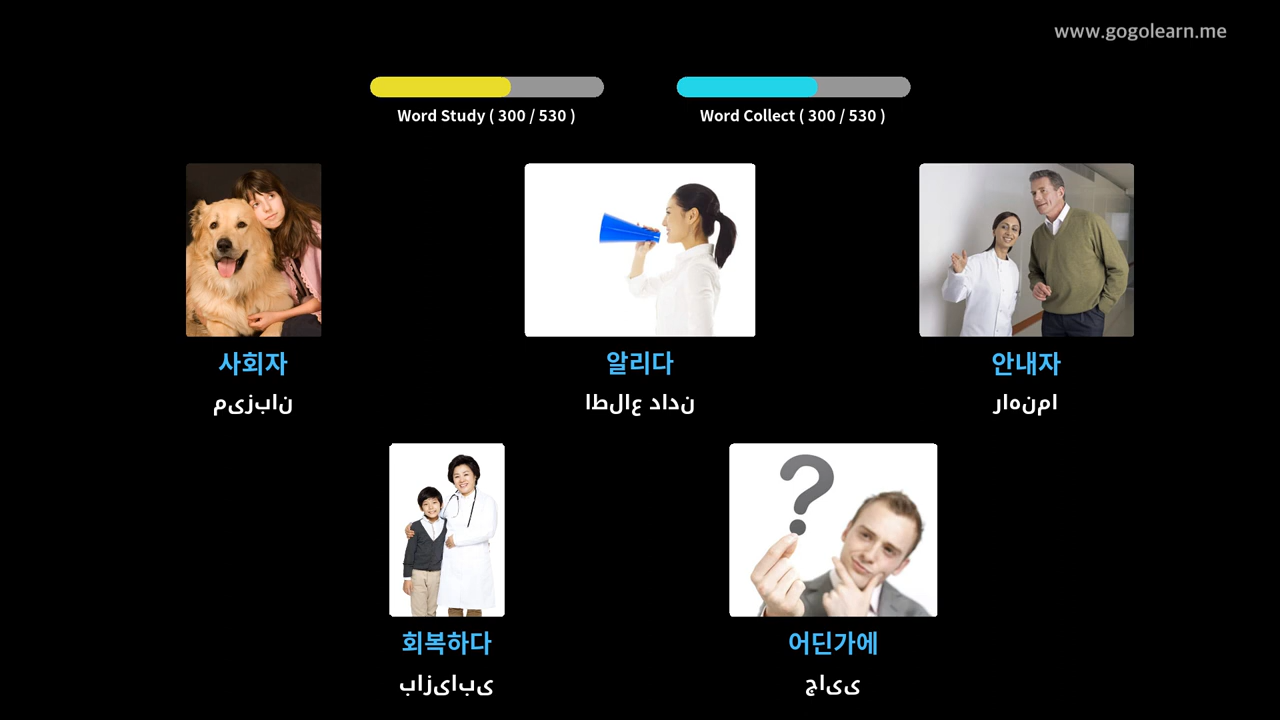 www.gogolearn.me
Word Study ( 300 / 530 )
Word Collect ( 300 / 530 )
사회자
میزبان
알리다
اطلاع دادن
안내자
راهنما
회복하다
بازیابی
어딘가에
جایی